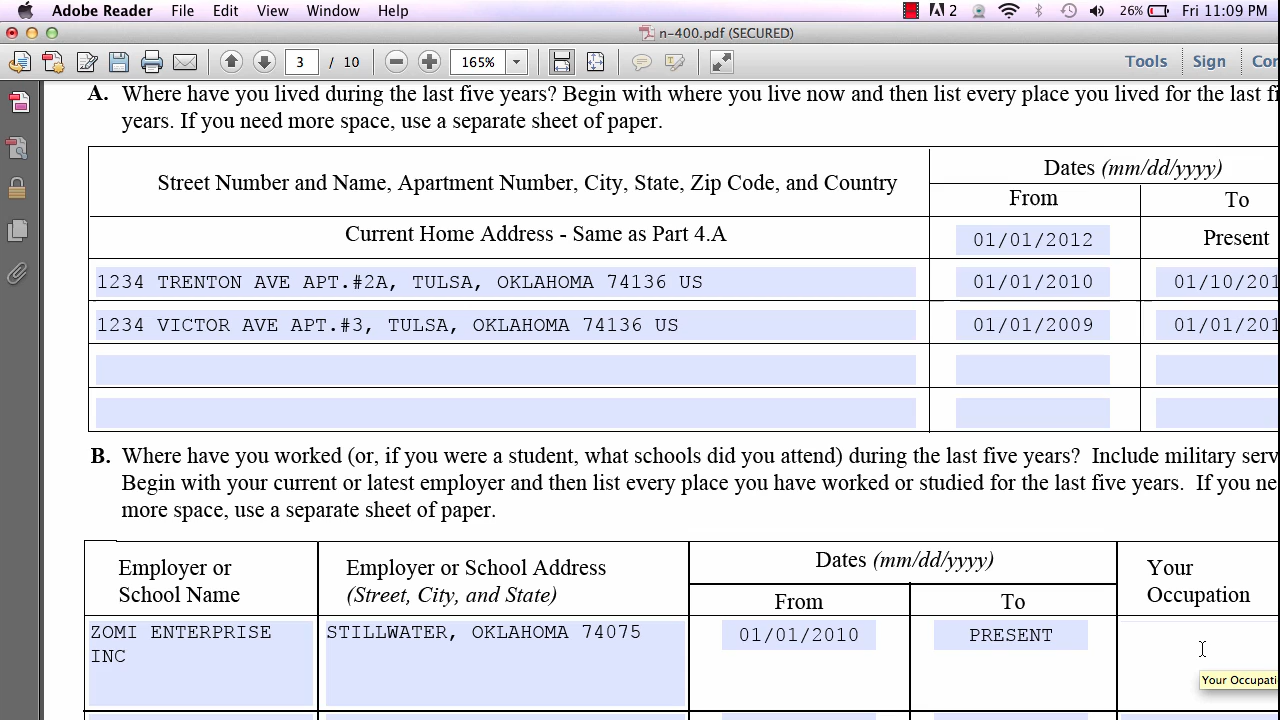 Adobe Reader File Edit View Window Help 2 26% Fri 11:09 PM
n-400.pdf (SECURED)
3 / 10 165% Tools Sign Co
A. Where have you lived during the last five years? Begin with where you live now and then list every place you lived for the last f
years. If you need more space, use a separate sheet of paper.
Street Number and Name, Apartment Number, City, State, Zip Code, and Country
Dates (mm/dd/yyyy)
From To
Current Home Address - Same as Part 4.A 01/01/2012 Present
1234 TRENTON AVE APT.#2A, TULSA, OKLAHOMA 74136 US 01/01/2010 01/10/201
1234 VICTOR AVE APT.#3, TULSA, OKLAHOMA 74136 US 01/01/2009 01/01/201
B. Where have you worked (or, if you were a student, what schools did you attend) during the last five years? Include military serv
Begin with your current or latest employer and then list every place you have worked or studied for the last five years. If you ne
more space, use a separate sheet of paper.
Employer or
School Name
Employer or School Address
(Street, City, and State)
Dates (mm/dd/yyyy)
From To
Your
Occupation
ZOMI ENTERPRISE
INC
STILLWATER, OKLAHOMA 74075 01/01/2010 PRESENT
Your Occupati